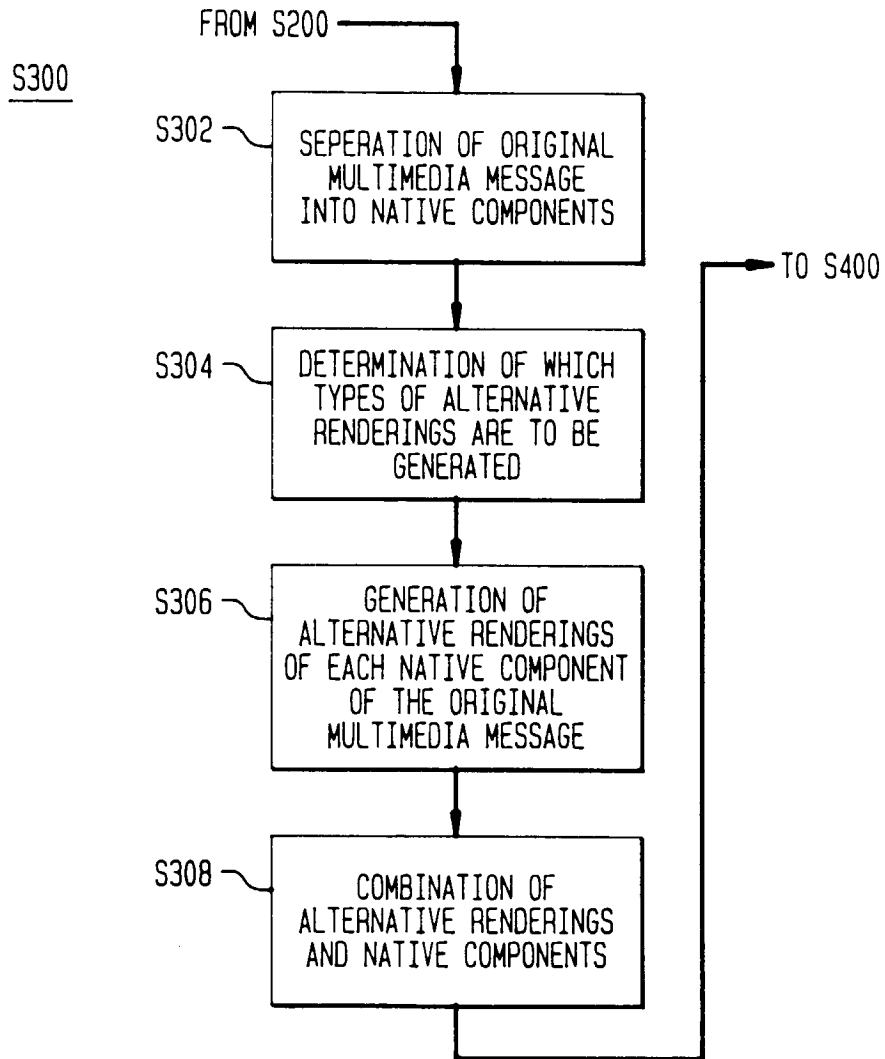 FROM S200
S300
S302
SEPERATION OF ORIGINAL
MULTIMEDIA MESSAGE
INTO NATIVE COMPONENTS
TO S400
S304
DETERMINATION OF WHICH
TYPES OF ALTERNATIVE
RENDERINGS ARE TO BE
GENERATED
S306
GENERATION OF
ALTERNATIVE RENDERINGS
OF EACH NATIVE COMPONENT
OF THE ORIGINAL
MULTIMEDIA MESSAGE
S308
COMBINATION OF
ALTERNATIVE RENDERINGS
AND NATIVE COMPONENTS